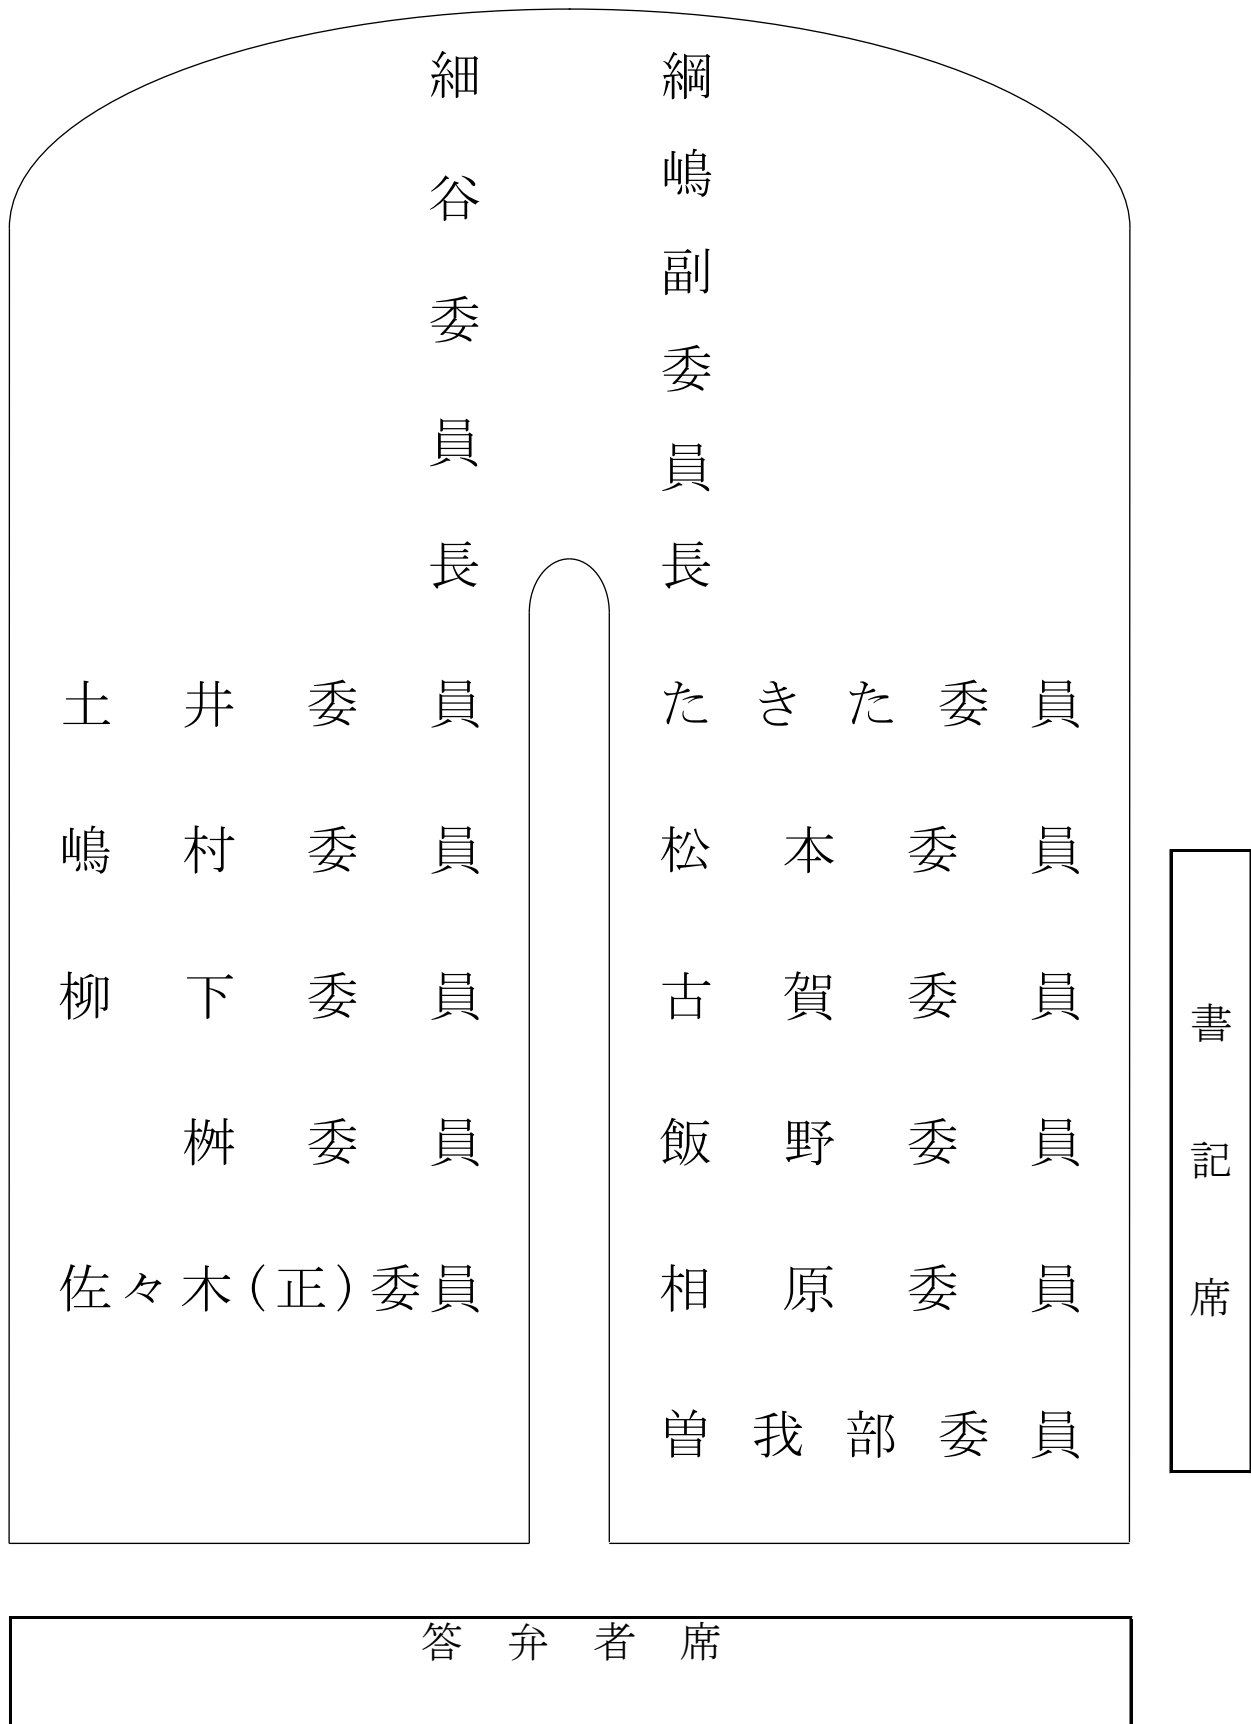 細谷委員長
綱嶋副委員長
土井委員
たきた委員
嶋村委員
松本委員
柳下委員
古賀委員
桝委員
飯野委員
佐々木(正)委員
相原委員
曽我部委員
書記席
答弁者席